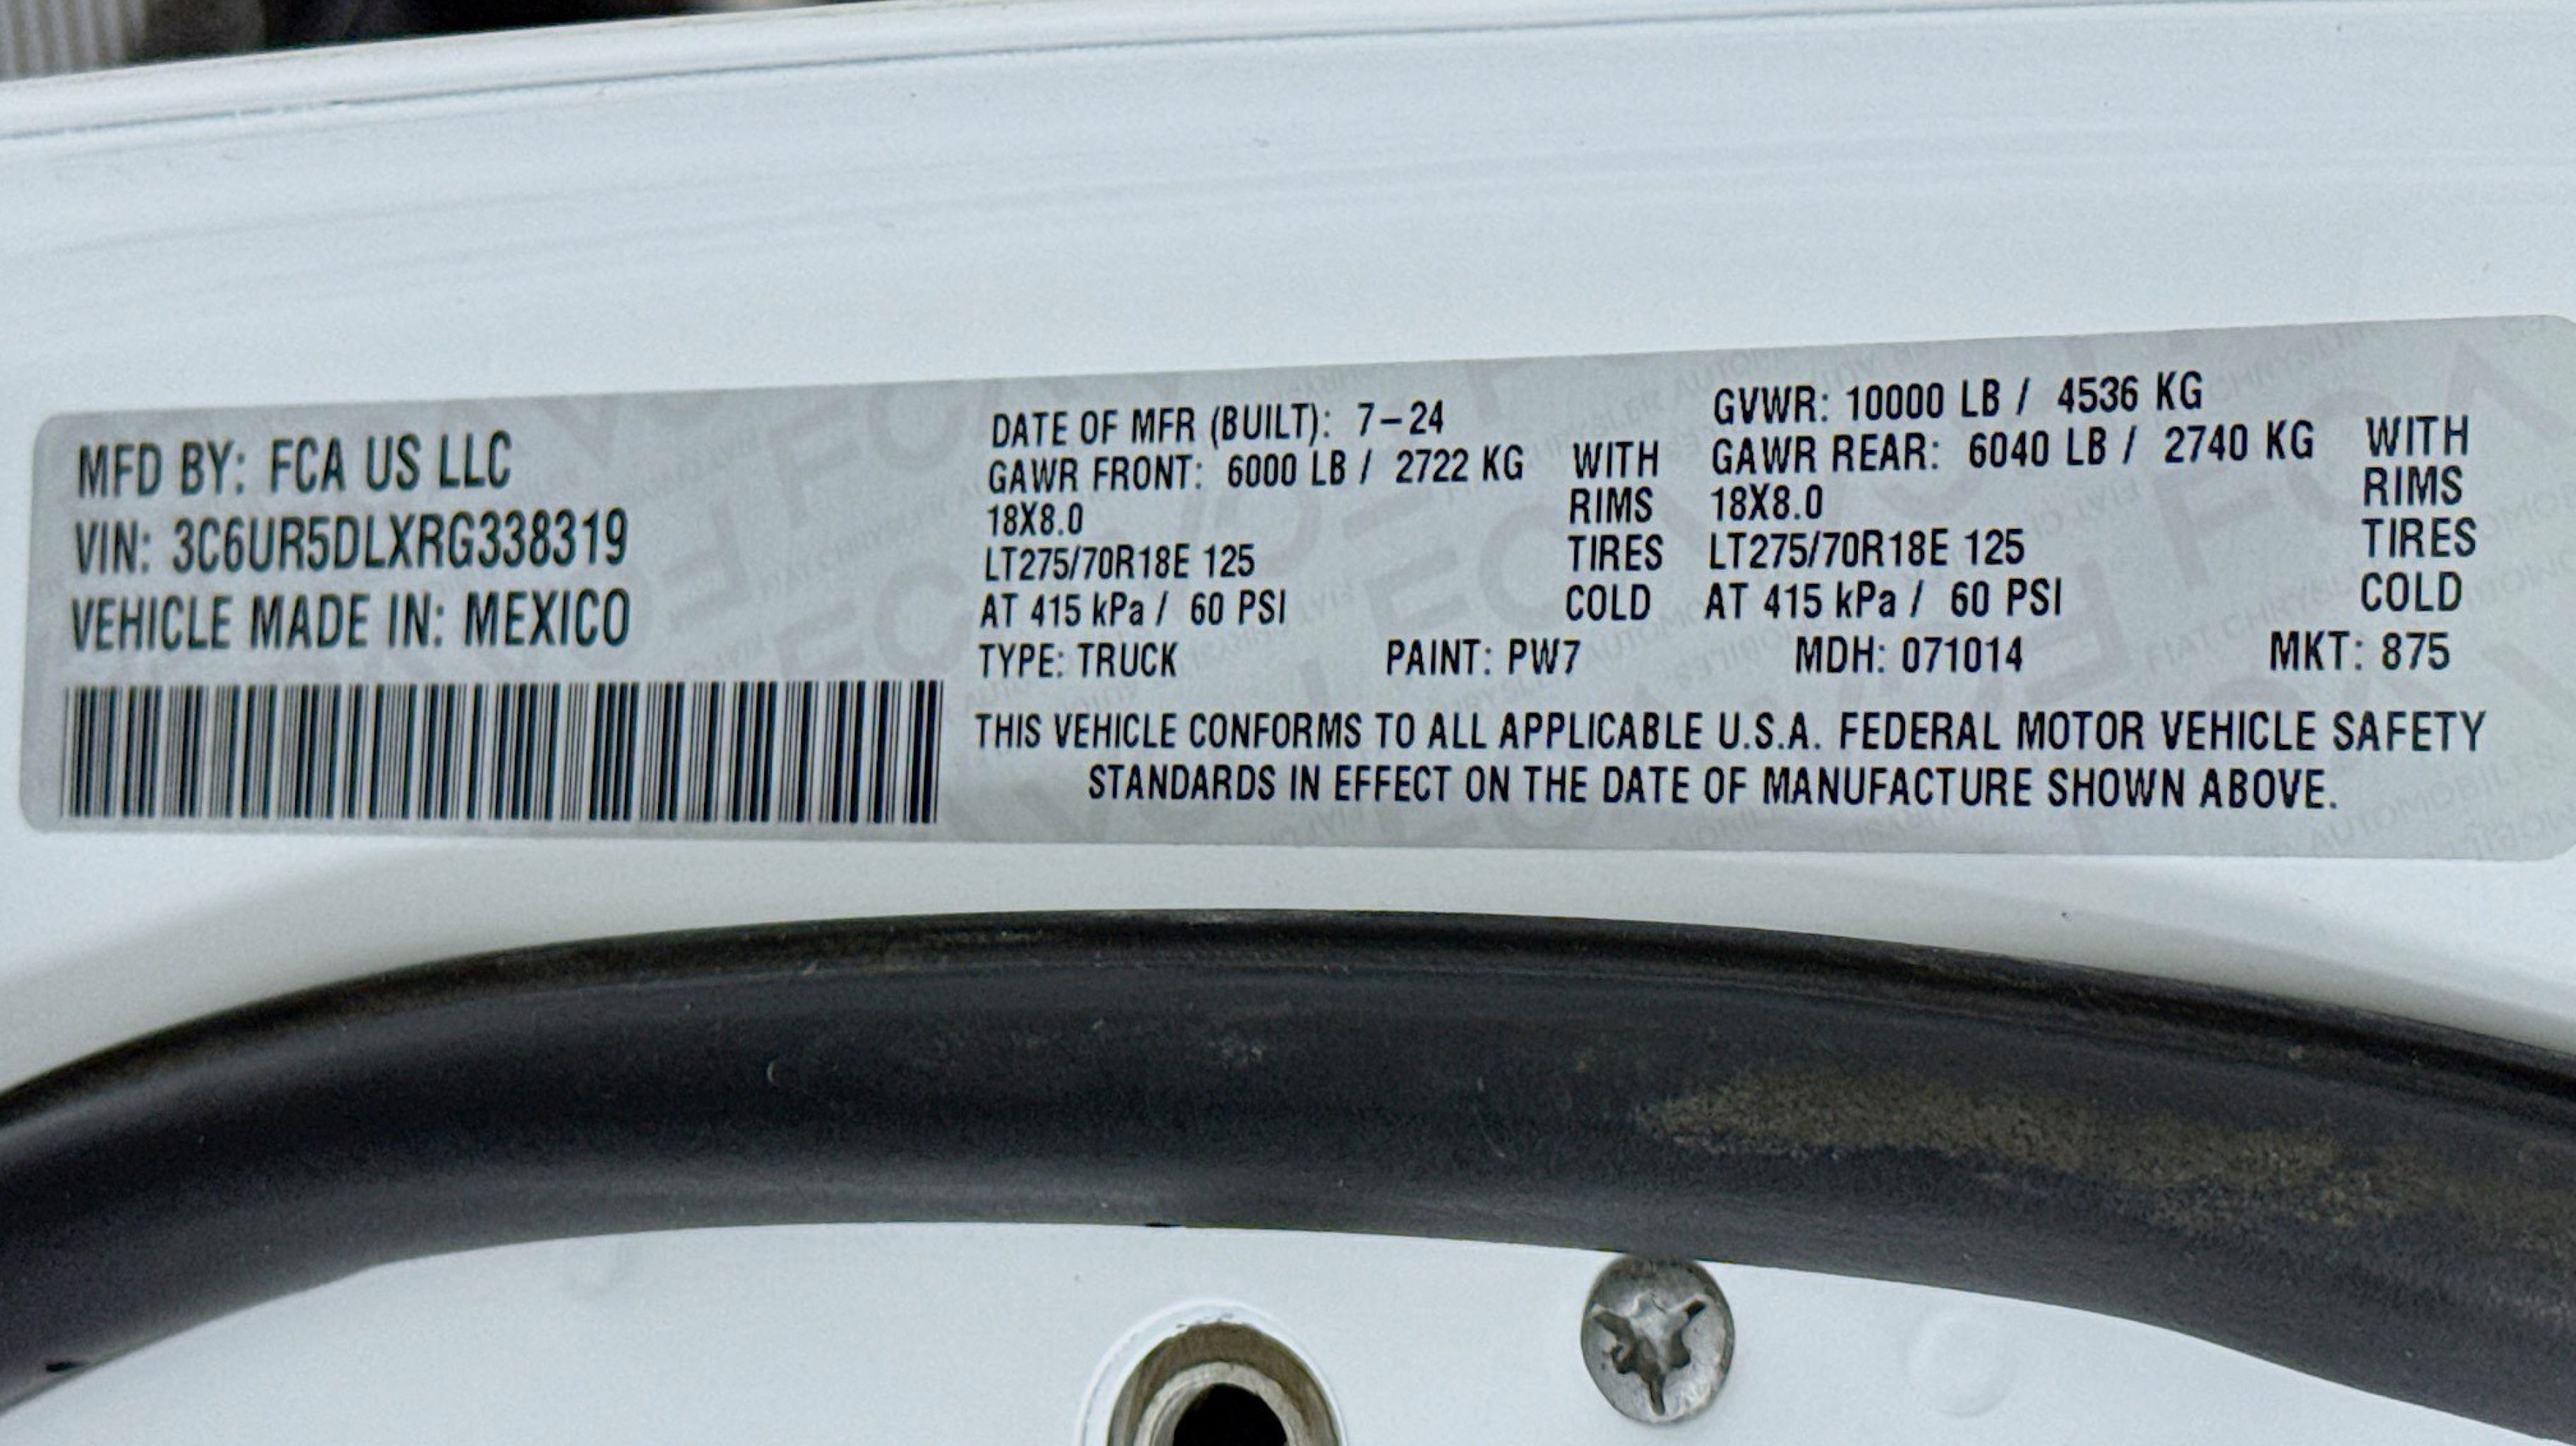 MFD BY: FCA US LLC
VIN: 3C6UR5DLXRG338319
VEHICLE MADE IN: MEXICO
DATE OF MFR (BUILT): 7-24 GVWR: 10000 LB / 4536 KG
GAWR FRONT: 6000 LB / 2722 KG WITH GAWR REAR: 6040 LB / 2740 KG WITH
18X8.0 RIMS 18X8.0 RIMS
LT275/70R18E 125 TIRES LT275/70R18E 125 TIRES
AT 415 kPa / 60 PSI COLD AT 415 kPa / 60 PSI COLD
TYPE: TRUCK PAINT: PW7 MDH: 071014 MKT: 875
THIS VEHICLE CONFORMS TO ALL APPLICABLE U.S.A. FEDERAL MOTOR VEHICLE SAFETY
STANDARDS IN EFFECT ON THE DATE OF MANUFACTURE SHOWN ABOVE.